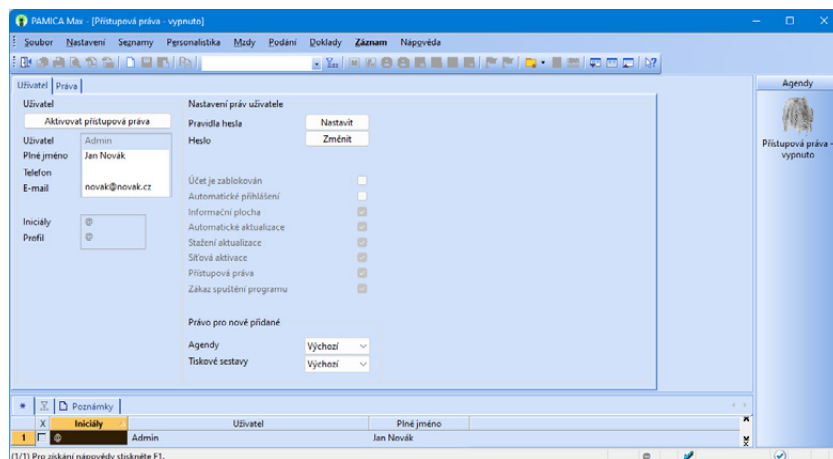 PAMICA Max - [Přístupová práva - vypnuto]
Soubor Nastavení Seznamy Personalistika Mzdy Podání Doklady Záznam Nápověda
Uživatel Práva
Agendy
Uživatel
Nastavení práv uživatele
Aktivovat přístupová práva
Pravidla hesla Nastavit
Uživatel Admin
Heslo Změnit
Plné jméno Jan Novák
Telefon
E-mail novak@novak.cz
Přístupová práva -
vypnuto
Účet je zablokován
Automatické přihlášení
Iniciály @
Informační plocha
Profil @
Automatické aktualizace
Stažení aktualizace
Síťová aktivace
Přístupová práva
Zákaz spuštění programu
Právo pro nově přidané
Agendy Výchozí
Tiskové sestavy Výchozí
* Poznámky
X Iniciály Uživatel Plné jméno
1 @ Admin Jan Novák
(1/1) Pro získání nápovědy stiskněte F1. @